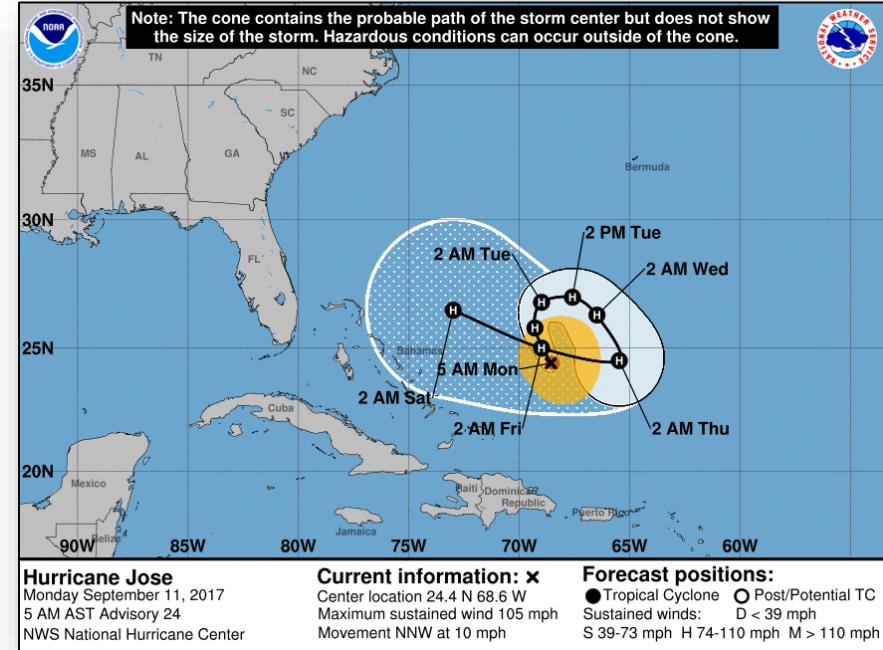 Note: The cone contains the probable path of the storm center but does not show
the size of the storm. Hazardous conditions can occur outside of the cone.
NOAA
NATIONAL WEATHER SERVICE
TN
NC
35N
SC
MS
AL
GA
Bermuda
30N
2 PM Tue
2 AM Tue
FL
2 AM Wed
H
H
H
H
H
25N
Bahamas
H
5 AM Mon
H
2 AM Sat
Cuba
2 AM Fri
2 AM Thu
20N
Mexico
Haiti
Dominican
Republic
Puerto Rico
Jamaica
Belize
90W
85W
80W
75W
70W
65W
60W
Hurricane Jose
Monday September 11, 2017
5 AM AST Advisory 24
NWS National Hurricane Center
Current information: ×
Center location 24.4 N 68.6 W
Maximum sustained wind 105 mph
Movement NNW at 10 mph
Forecast positions:
● Tropical Cyclone ○ Post/Potential TC
Sustained winds: D < 39 mph
S 39-73 mph H 74-110 mph M > 110 mph